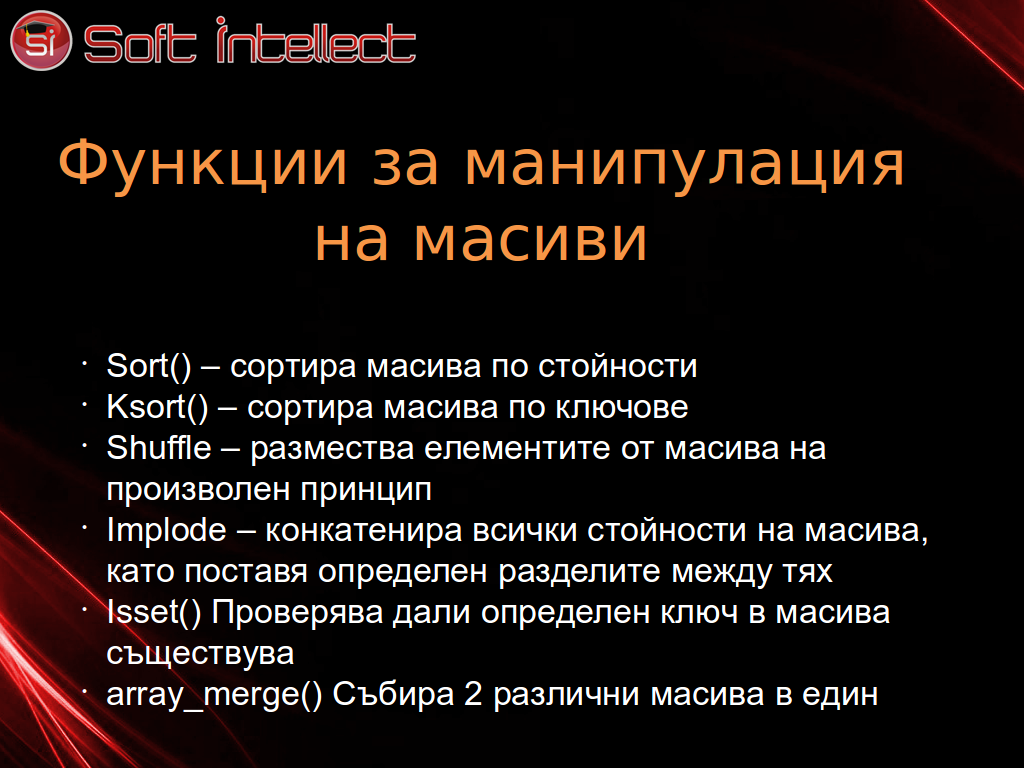 Si Soft Intellect
Функции за манипулация
на масиви
· Sort() – сортира масива по стойности
· Ksort() – сортира масива по ключове
· Shuffle – размества елементите от масива на
произволен принцип
· Implode – конкатенира всички стойности на масива,
като поставя определен разделите между тях
· Isset() Проверява дали определен ключ в масива
съществува
· array_merge() Събира 2 различни масива в един